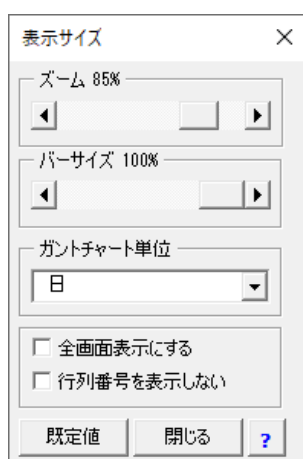 表示サイズ
ズーム 85%
バーサイズ 100%
ガントチャート単位
日
全画面表示にする
行列番号を表示しない
既定値 閉じる ?